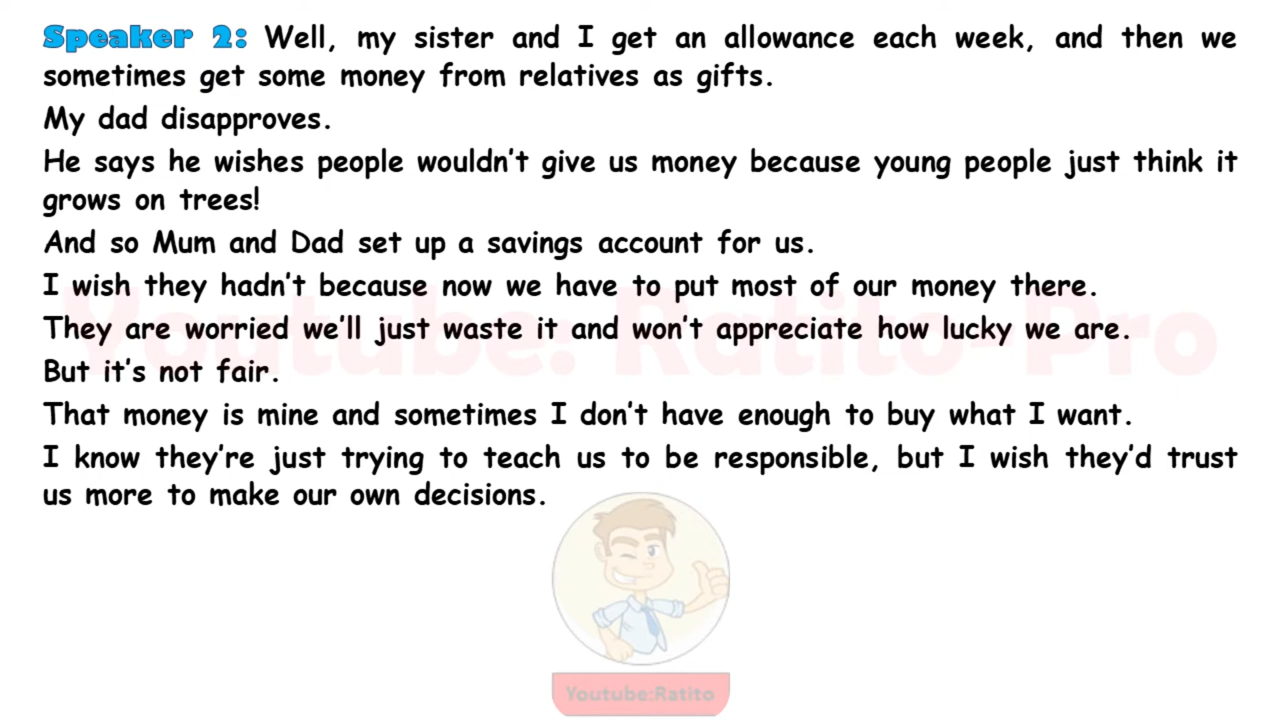 Speaker 2: Well, my sister and I get an allowance each week, and then we
sometimes get some money from relatives as gifts.
My dad disapproves.
He says he wishes people wouldn't give us money because young people just think it
grows on trees!
And so Mum and Dad set up a savings account for us.
I wish they hadn't because now we have to put most of our money there.
They are worried we'll just waste it and won't appreciate how lucky we are.
But it's not fair.
That money is mine and sometimes I don't have enough to buy what I want.
I know they're just trying to teach us to be responsible, but I wish they'd trust
us more to make our own decisions.
Youtube: Ratito-Pro
Youtube:Ratito